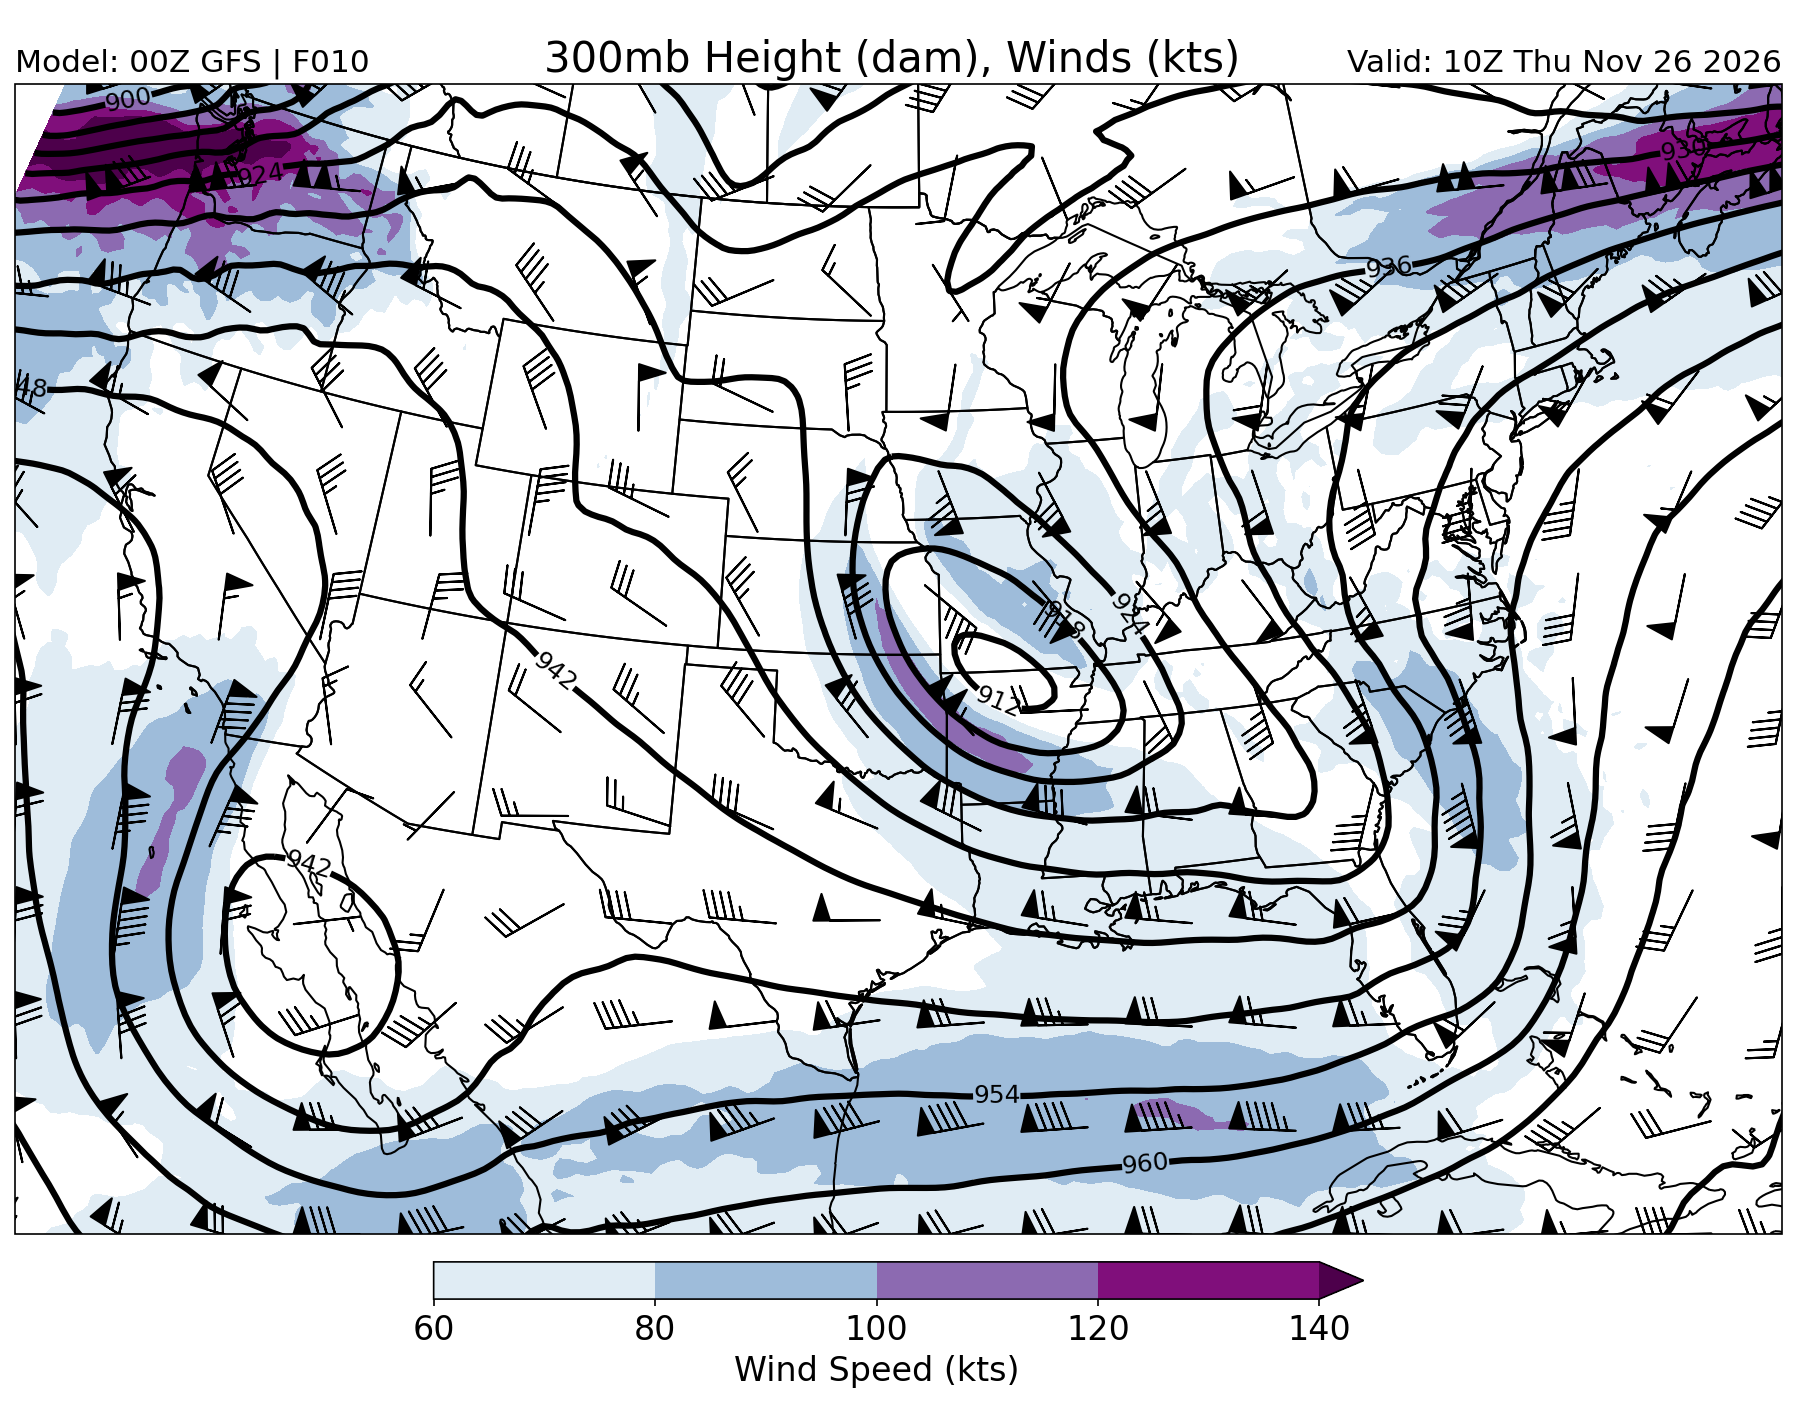 Model: 00Z GFS | F010
300mb Height (dam), Winds (kts)
Valid: 10Z Thu Nov 26 2026
900
930
924
936
48
918
924
942
912
942
954
960
60 80 100 120 140
Wind Speed (kts)